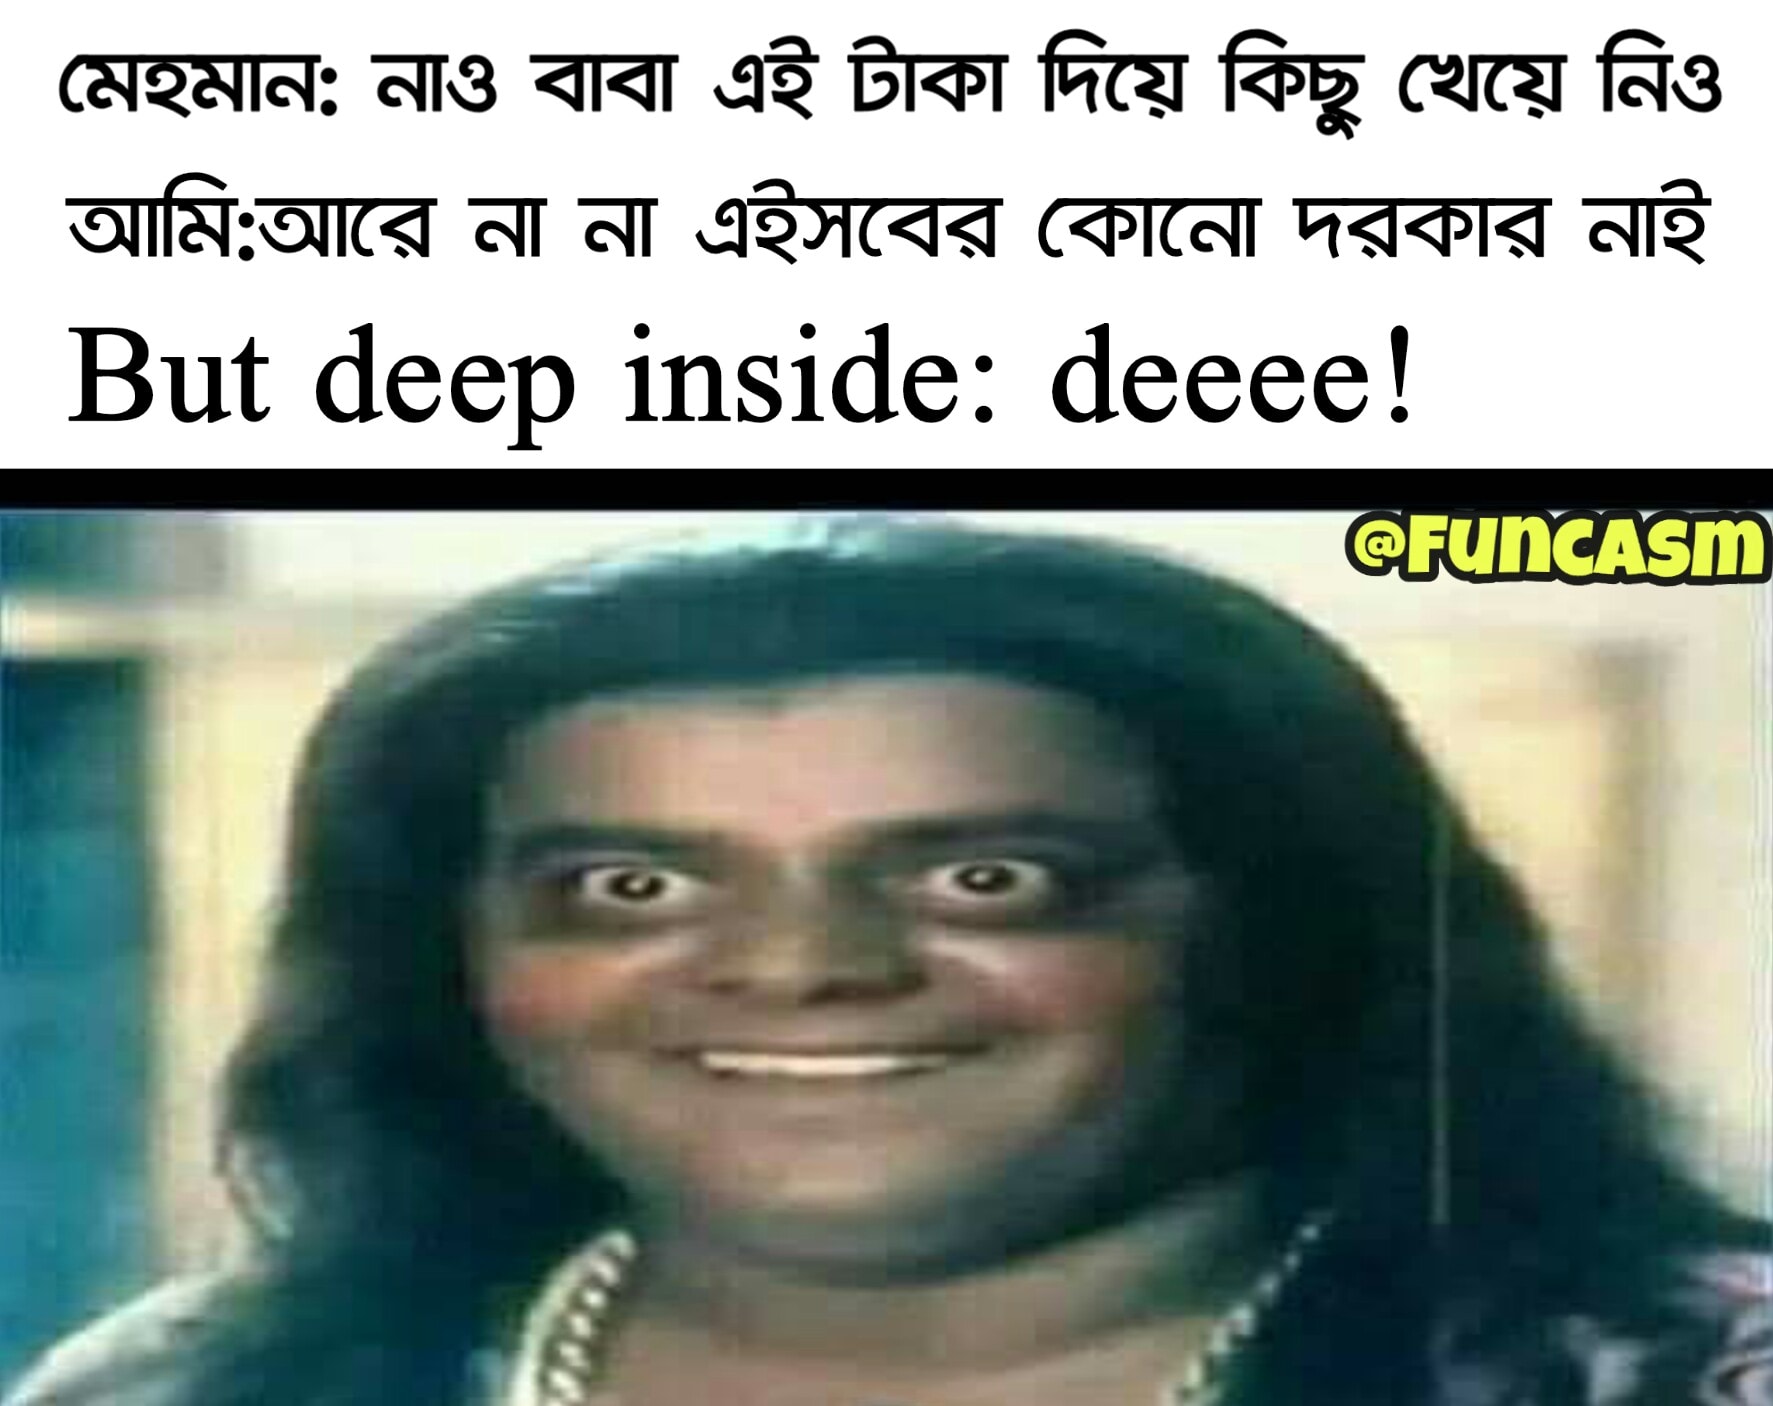 মেহমান: নাও বাবা এই টাকা দিয়ে কিছু খেয়ে নিও
আমি:আরে না না এইসবের কোনো দরকার নাই
But deep inside: deeee!
@FUNCASM